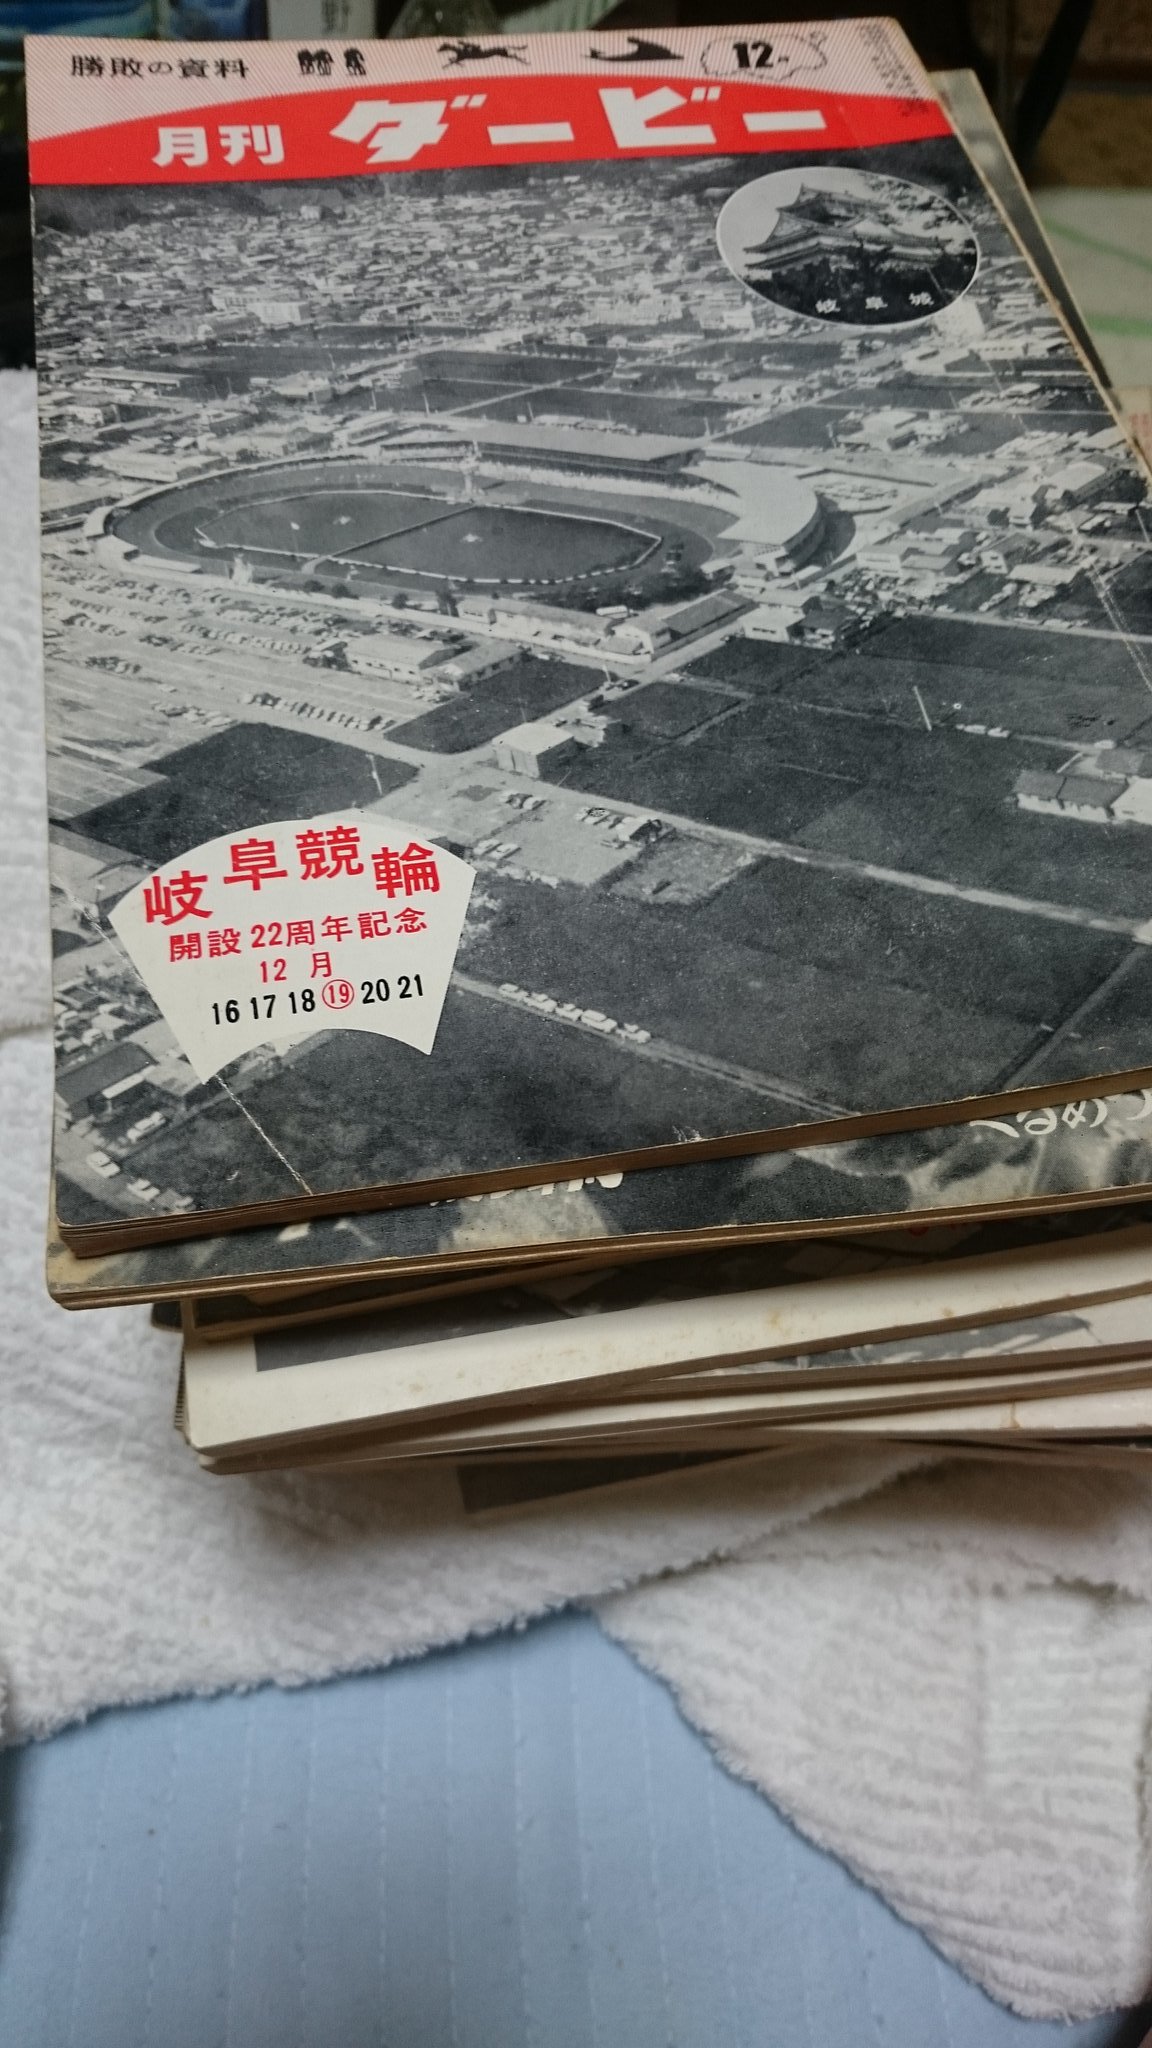 勝敗の資料
12
月刊 ダービー
岐阜城
岐阜競輪
開設22周年記念
12月
16 17 18 19 20 21